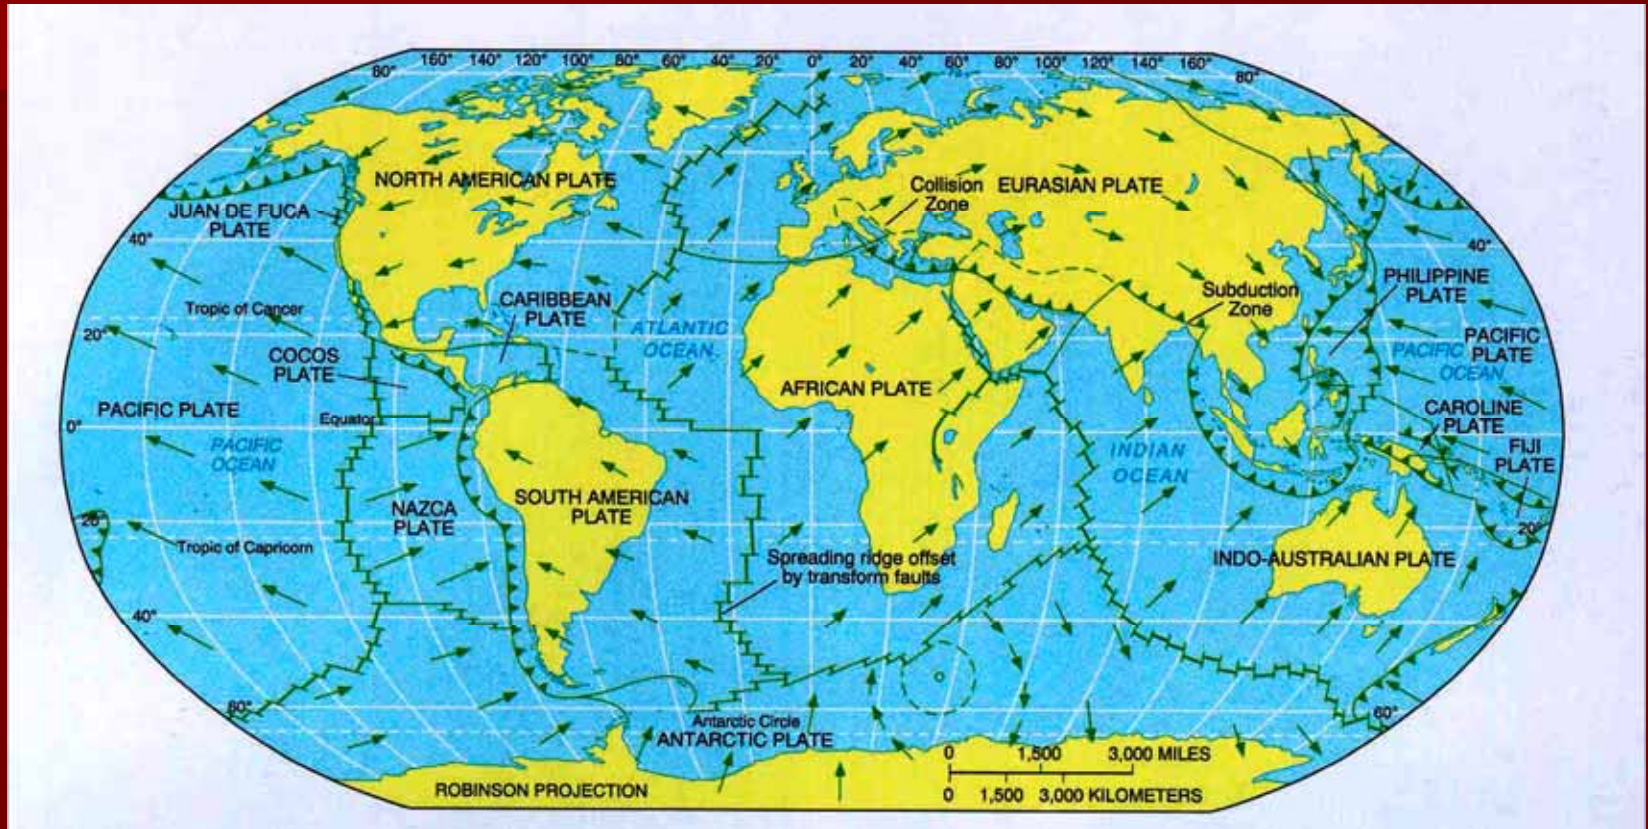 160° 140° 120° 100° 80° 60° 40° 20° 0° 20° 40° 60° 80° 100° 120° 140° 160°
80° 80°
NORTH AMERICAN PLATE
Collision
Zone
EURASIAN PLATE
JUAN DE FUCA
PLATE
40° 40°
PHILIPPINE
PLATE
Subduction
Zone
CARIBBEAN
PLATE
Tropic of Cancer
ATLANTIC
OCEAN
20°
PACIFIC
PLATE
PACIFIC
OCEAN
COCOS
PLATE
AFRICAN PLATE
PACIFIC PLATE
Equator
CAROLINE
PLATE
0° 0°
PACIFIC
OCEAN
INDIAN
OCEAN
FIJI
PLATE
NAZCA
PLATE
SOUTH AMERICAN
PLATE
20° 20°
Tropic of Capricorn
Spreading ridge offset
by transform faults
INDO-AUSTRALIAN PLATE
40°
60° 60°
Antarctic Circle
ANTARCTIC PLATE
0 1,500 3,000 MILES
0 1,500 3,000 KILOMETERS
ROBINSON PROJECTION